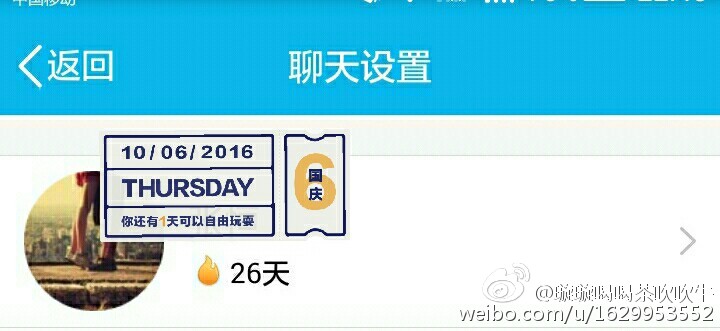 中国移动
返回
聊天设置
10/06/2016
THURSDAY
你还有1天可以自由玩耍
6
国庆
26天
@璇璇喝喝茶吹吹牛
weibo.com/u/1629953552